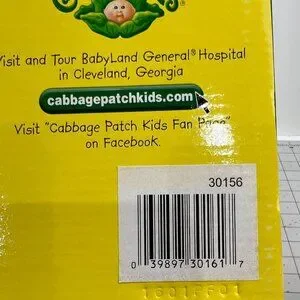 Visit and Tour BabyLand General® Hospital
in Cleveland, Georgia
cabbagepatchkids.com
Visit "Cabbage Patch Kids Fan Page"
on Facebook.
30156
0 39897 30161 7